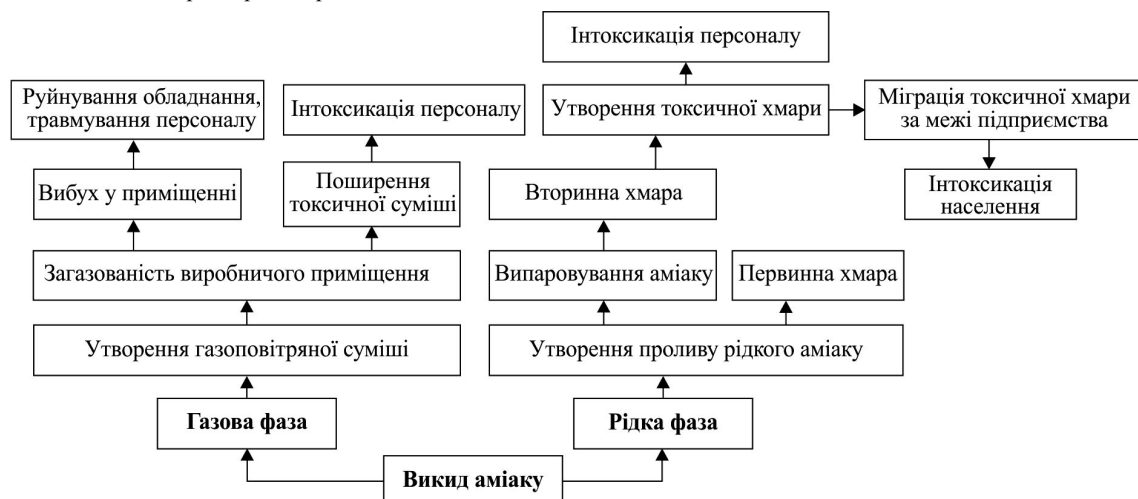 Інтоксикація персоналу
Руйнування обладнання,
травмування персоналу
Інтоксикація персоналу
Утворення токсичної хмари
Міграція токсичної хмари
за межі підприємства
Вибух у приміщенні
Поширення
токсичної суміші
Вторинна хмара
Інтоксикація
населення
Загазованість виробничого приміщення
Випаровування аміаку
Первинна хмара
Утворення газоповітряної суміші
Утворення проливу рідкого аміаку
Газова фаза
Рідка фаза
Викид аміаку